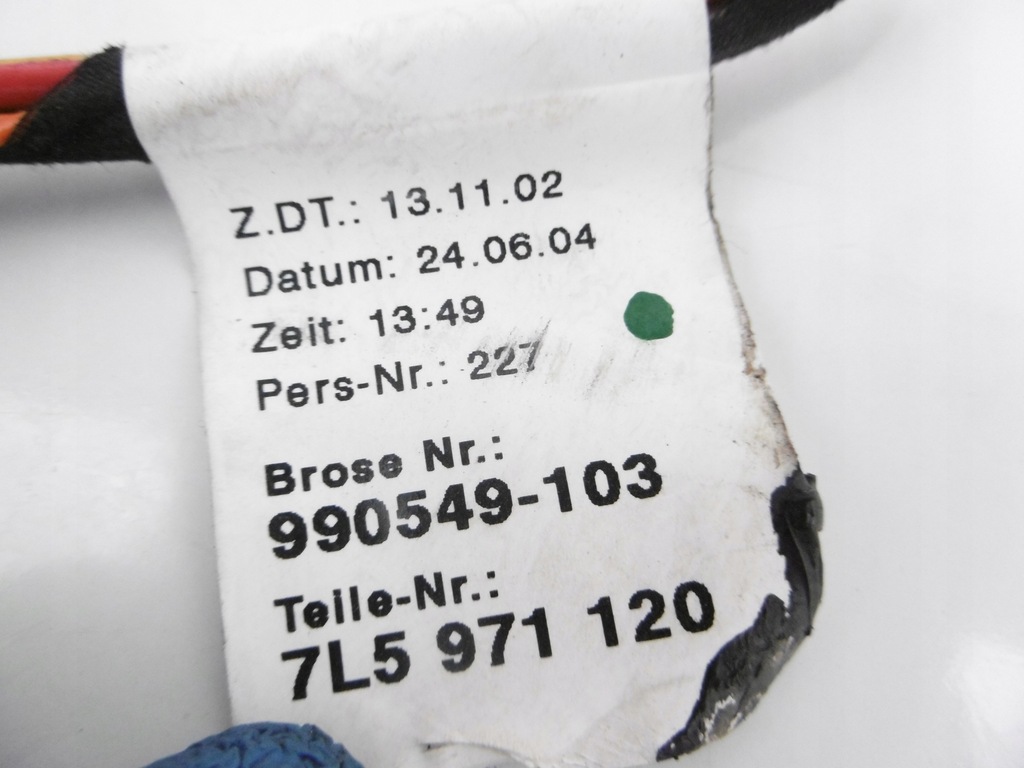 Z.DT.: 13.11.02
Datum: 24.06.04
Zeit: 13:49
Pers-Nr.: 227
Brose Nr.:
990549-103
Teile-Nr.:
7L5 971 120